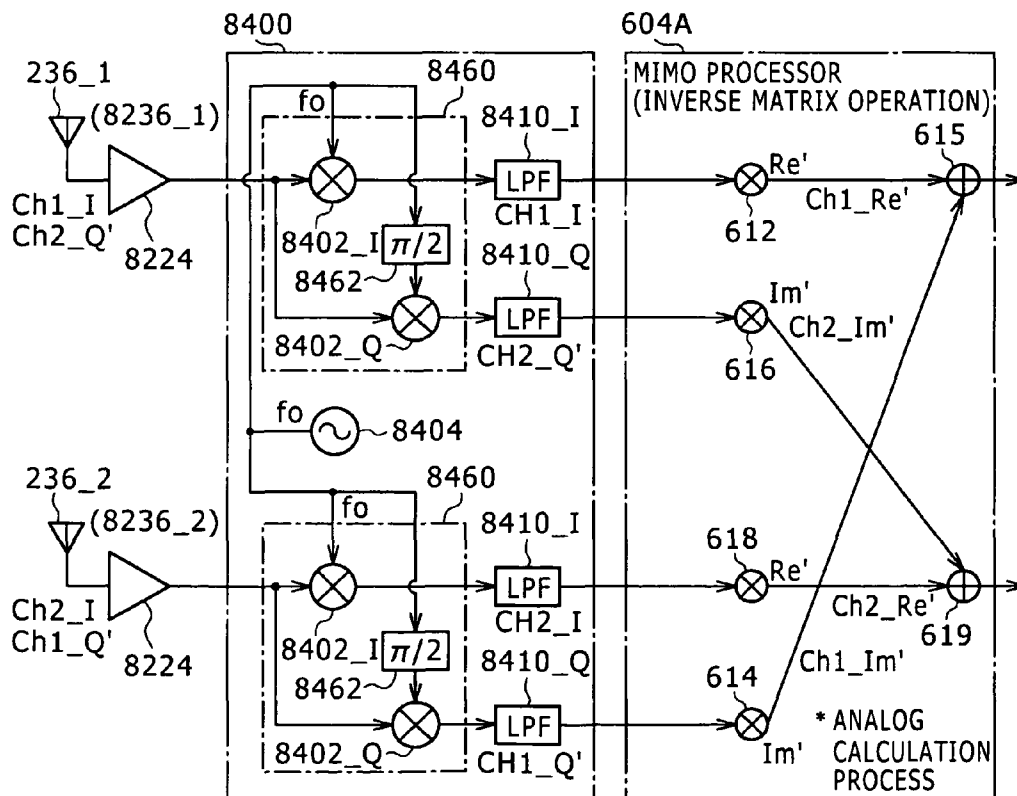 8400
604A
236_1
(8236_1)
8460
fo
8410_I
MIMO PROCESSOR
(INVERSE MATRIX OPERATION)
615
LPF
Re'
Ch1_Re'
Ch1_I
Ch2_Q'
8224
8402_I
CH1_I
612
π/2
8462
8410_Q
Im'
Ch2_Im'
LPF
8402_Q
CH2_Q'
616
fo
8404
236_2
(8236_2)
8460
fo
8410_I
618
Re'
LPF
Ch2_Re'
619
Ch2_I
Ch1_Q'
8224
8402_I
CH2_I
π/2
8462
8410_Q
614
Ch1_Im'
LPF
8402_Q
CH1_Q'
Im'
* ANALOG
CALCULATION
PROCESS